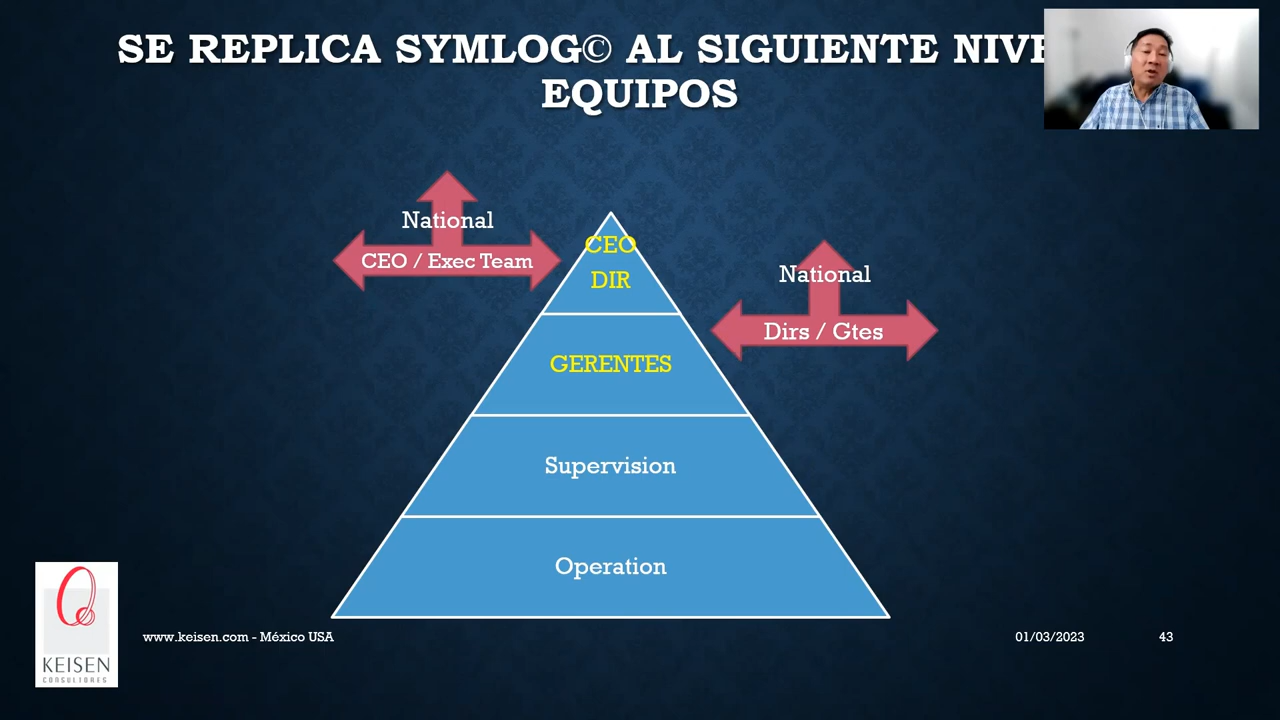 SE REPLICA SYMLOG© AL SIGUIENTE
EQUIPOS
National
CEO / Exec Team
CEO
DIR
National
Dirs / Gtes
GERENTES
Supervision
Operation
www.keisen.com - México USA
01/03/2023
43
KEISEN
CONSULTORES